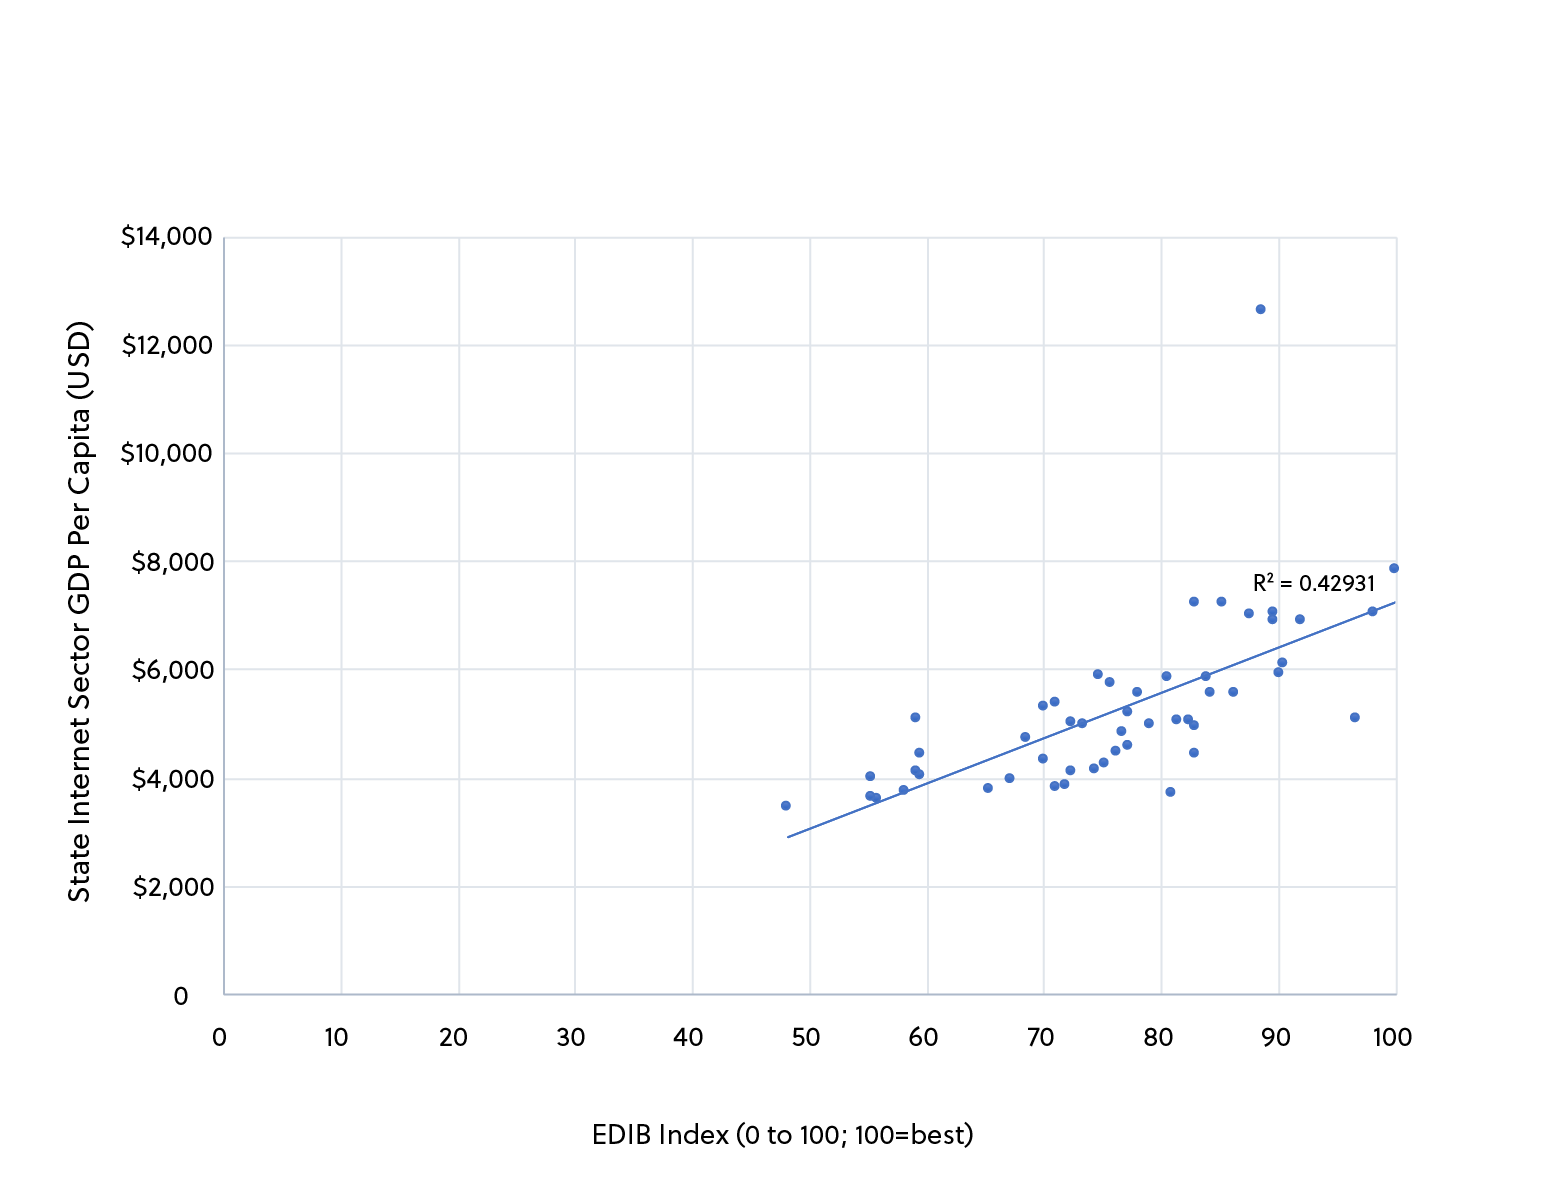 $14,000
$12,000
$10,000
$8,000
$6,000
$4,000
$2,000
0
State Internet Sector GDP Per Capita (USD)
R² = 0.42931
0 10 20 30 40 50 60 70 80 90 100
EDIB Index (0 to 100; 100=best)